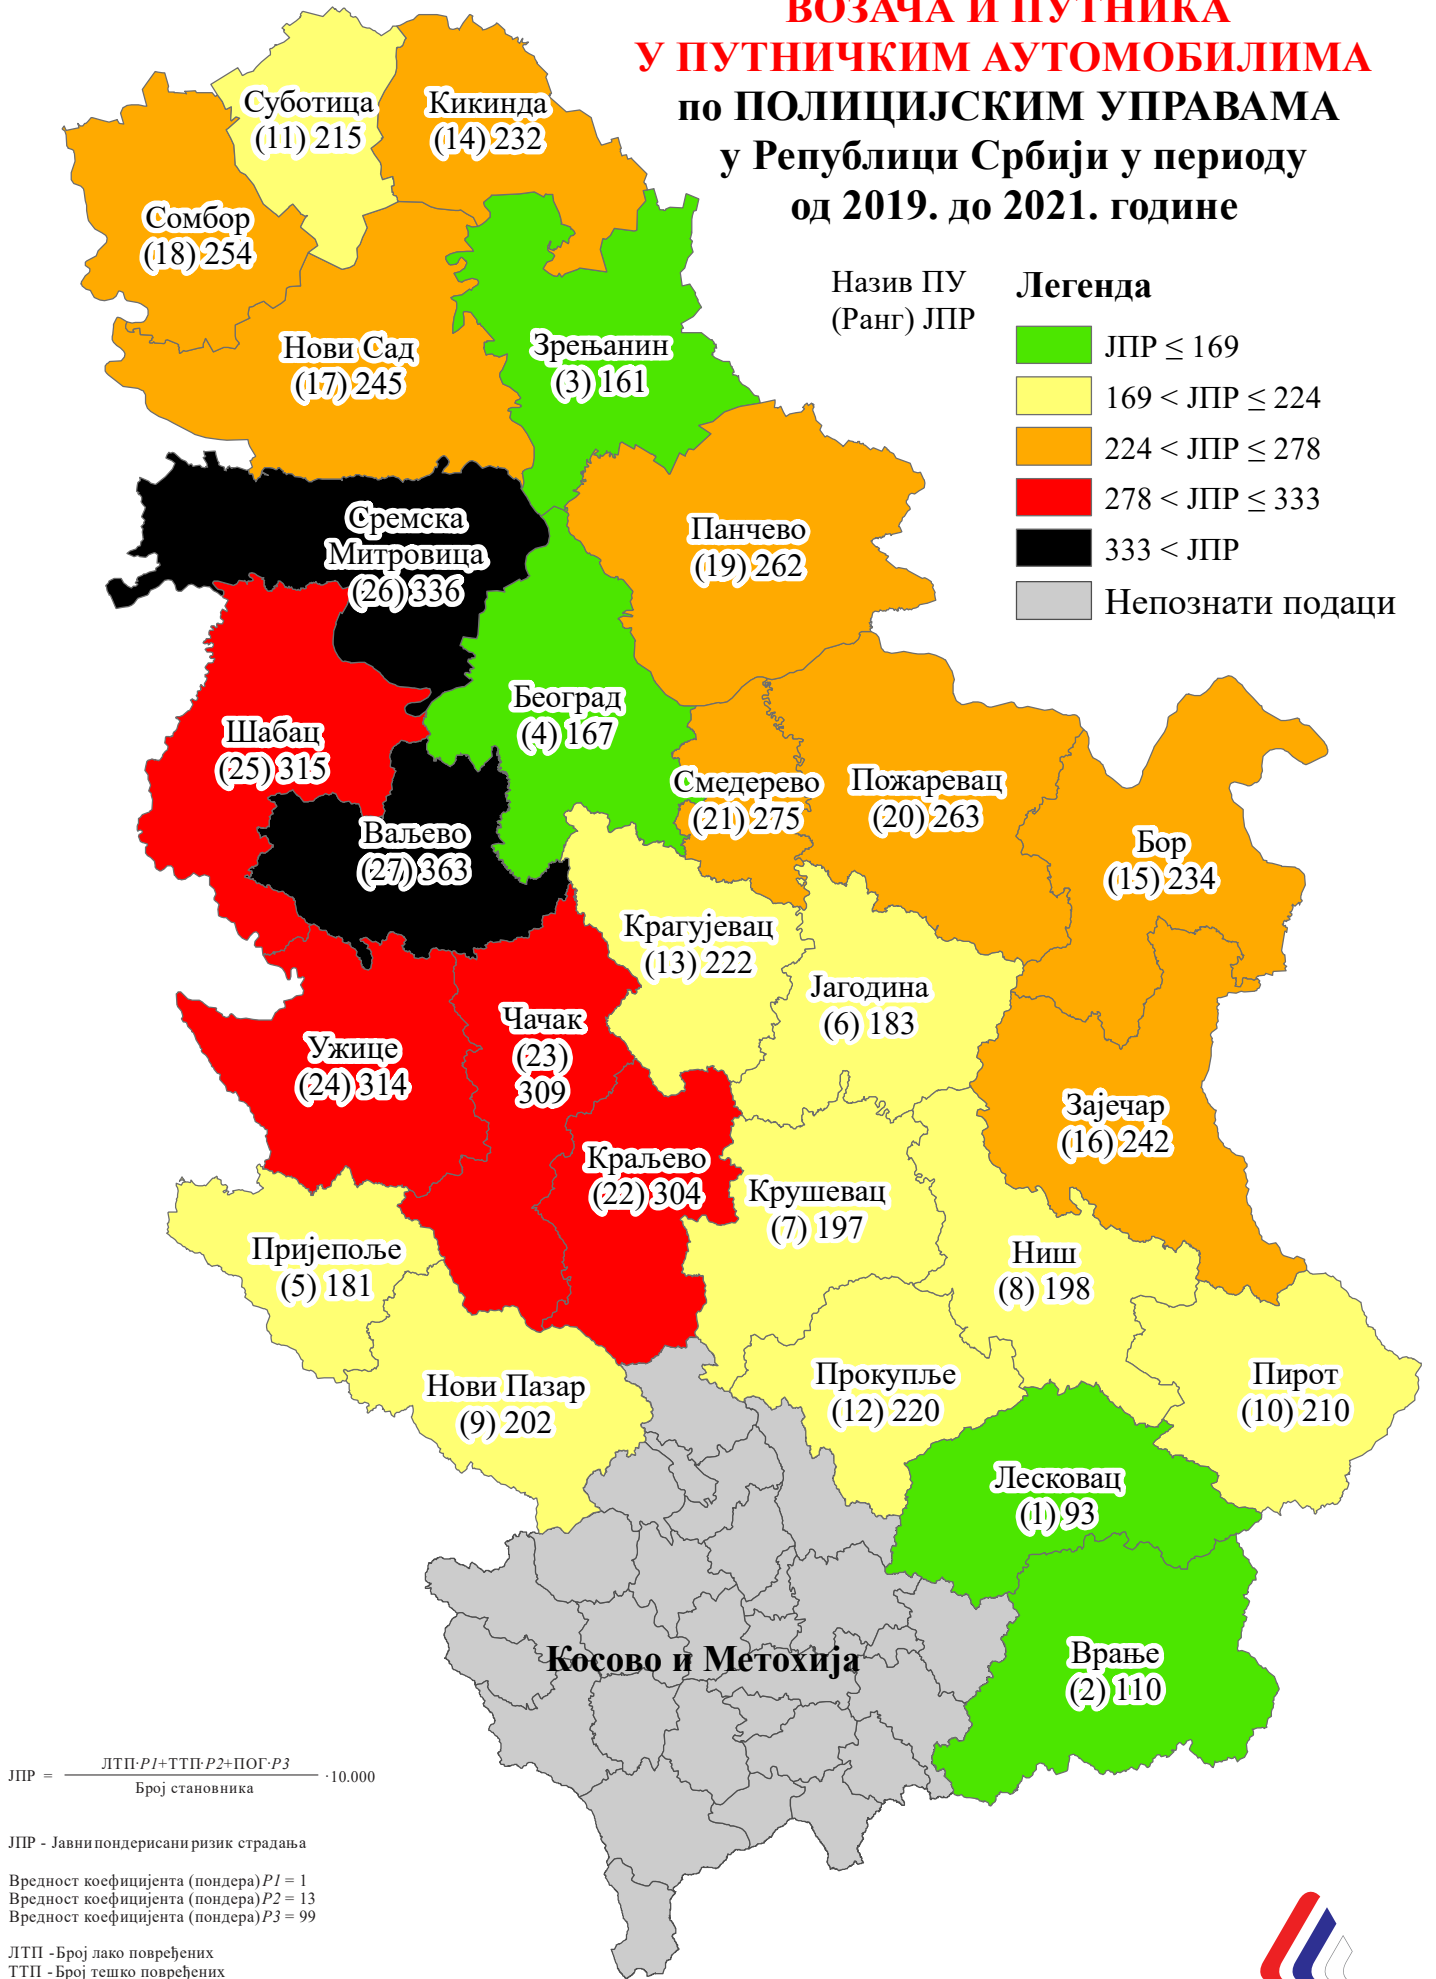 ВОЗАЧА И ПУТНИКА
У ПУТНИЧКИМ АУТОМОБИЛИМА
по ПОЛИЦИЈСКИМ УПРАВАМА
у Републици Србији у периоду
од 2019. до 2021. године
Назив ПУ
(Ранг) ЈПР
Легенда
ЈПР ≤ 169
169 < ЈПР ≤ 224
224 < ЈПР ≤ 278
278 < ЈПР ≤ 333
333 < ЈПР
Непознати подаци
Суботица
(11) 215
Кикинда
(14) 232
Сомбор
(18) 254
Нови Сад
(17) 245
Зрењанин
(3) 161
Сремска
Митровица
(26) 336
Панчево
(19) 262
Београд
(4) 167
Шабац
(25) 315
Смедерево
(21) 275
Пожаревац
(20) 263
Ваљево
(27) 363
Бор
(15) 234
Крагујевац
(13) 222
Јагодина
(6) 183
Чачак
(23)
309
Ужице
(24) 314
Зајечар
(16) 242
Краљево
(22) 304
Крушевац
(7) 197
Пријепоље
(5) 181
Ниш
(8) 198
Нови Пазар
(9) 202
Прокупље
(12) 220
Пирот
(10) 210
Лесковац
(1) 93
Косово и Метохија
Врање
(2) 110
ЈПР = ЛТП·P1+ТТП·P2+ПОГ·P3 ·10.000
Број становника
ЈПР - Јавни пондерисани ризик страдања
Вредност коефицијента (пондера) P1 = 1
Вредност коефицијента (пондера) P2 = 13
Вредност коефицијента (пондера) P3 = 99
ЛТП - Број лако повређених
ТТП - Број тешко повређених